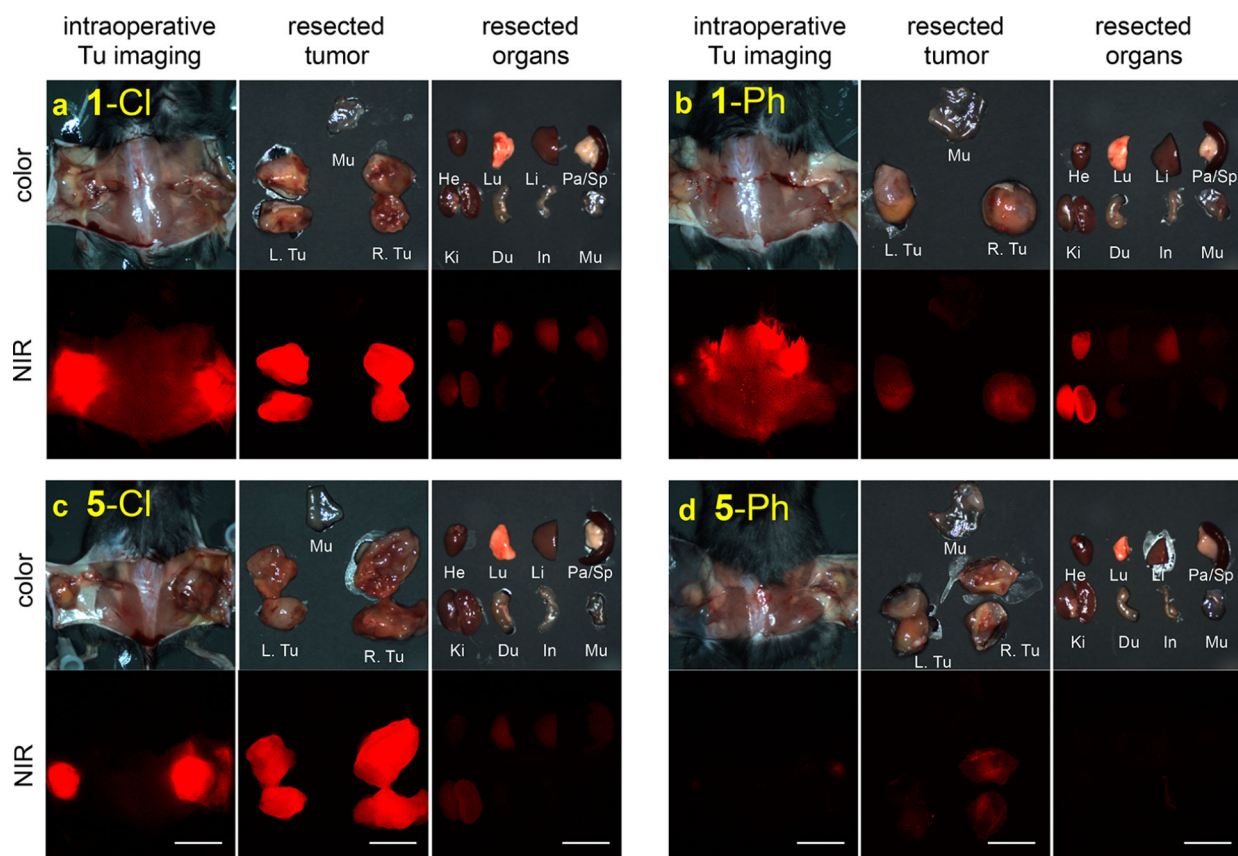 intraoperative
Tu imaging
resected
tumor
resected
organs
intraoperative
Tu imaging
resected
tumor
resected
organs
color
a 1-Cl
Mu
L. Tu
R. Tu
He Lu Li Pa/Sp
Ki Du In Mu
b 1-Ph
Mu
L. Tu
R. Tu
He Lu Li Pa/Sp
Ki Du In Mu
NIR
color
c 5-Cl
Mu
L. Tu
R. Tu
He Lu Li Pa/Sp
Ki Du In Mu
d 5-Ph
Mu
L. Tu
R. Tu
He Lu Li Pa/Sp
Ki Du In Mu
NIR